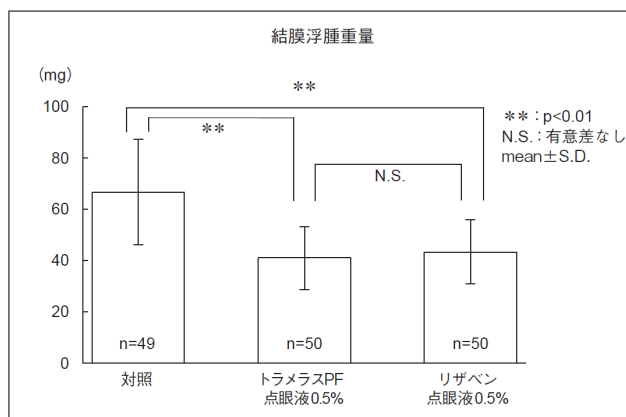 結膜浮腫重量
(mg)
100
80
60
40
20
0
**
**
N.S.
**：p<0.01
N.S.：有意差なし
mean±S.D.
n=49
n=50
n=50
対照
トラメラスPF
点眼液0.5%
リザベン
点眼液0.5%